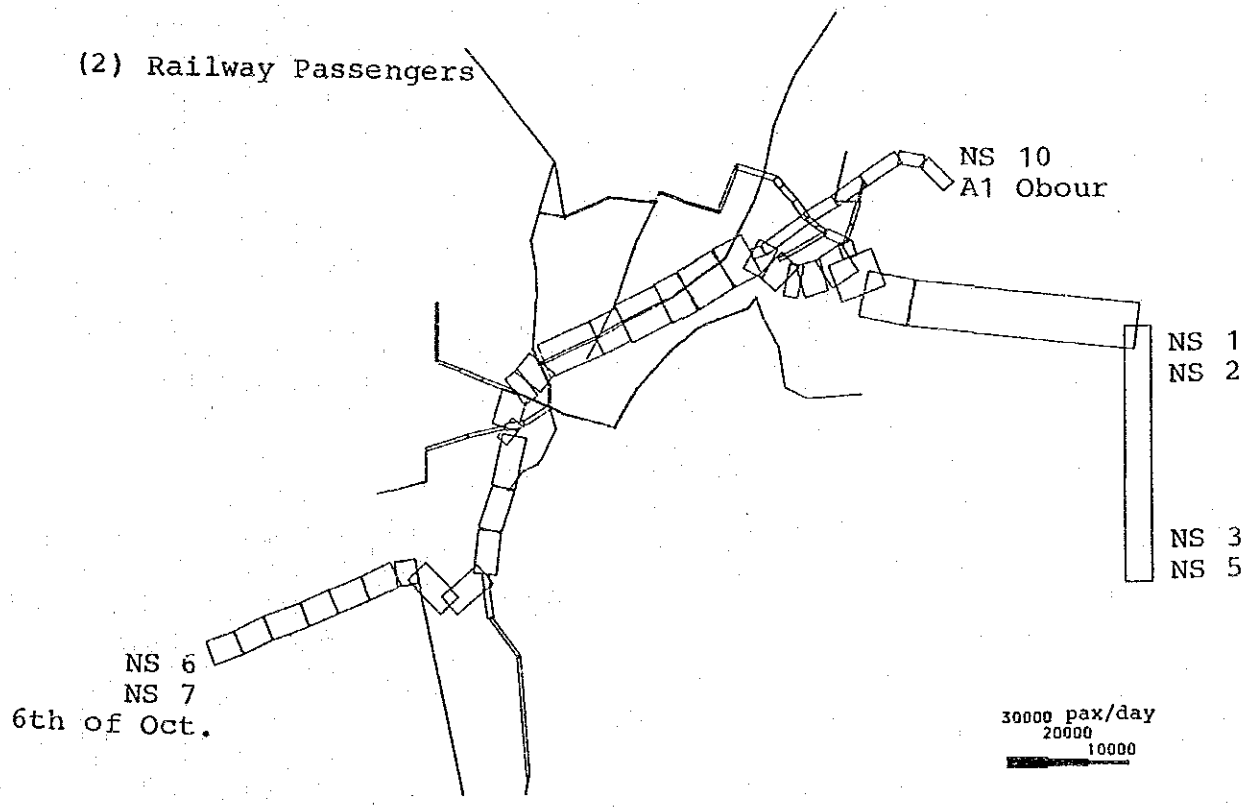 (2) Railway Passengers
NS 10
A1 Obour
NS 1
NS 2
NS 3
NS 5
NS 6
NS 7
6th of Oct.
30000 pax/day
20000
10000